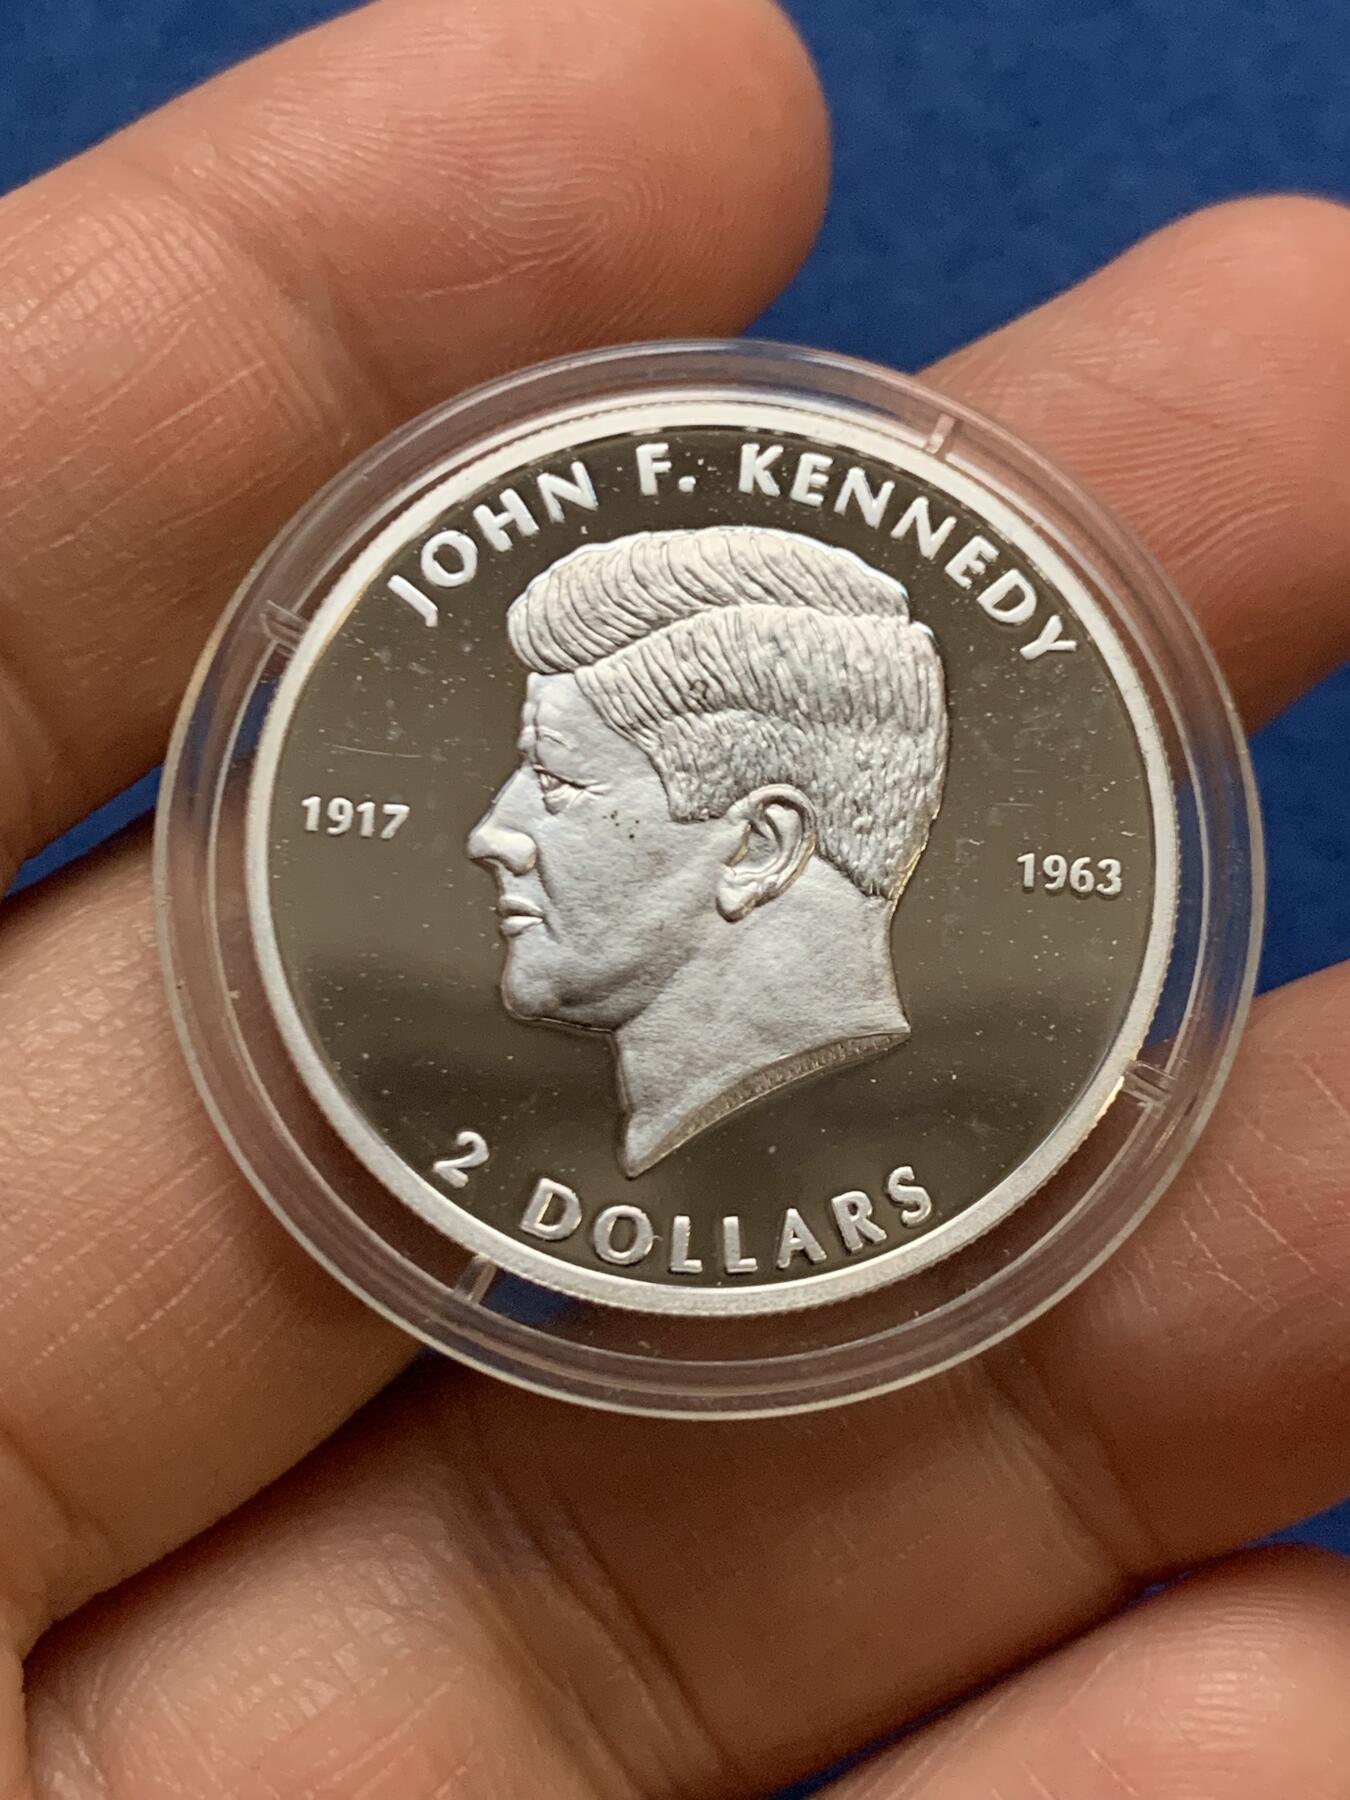 JOHN F. KENNEDY
1917
1963
2 DOLLARS